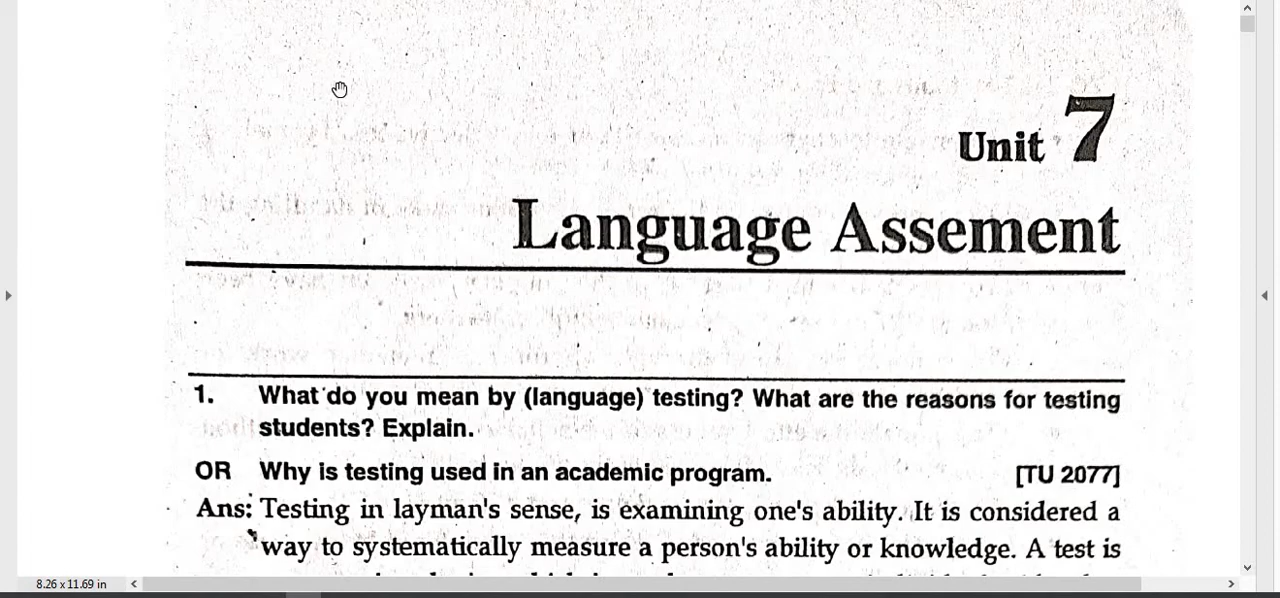 Unit 7
Language Assement
1. What do you mean by (language) testing? What are the reasons for testing
students? Explain.
OR Why is testing used in an academic program. [TU 2077]
Ans: Testing in layman's sense, is examining one's ability. It is considered a
way to systematically measure a person's ability or knowledge. A test is
8.26 x 11.69 in